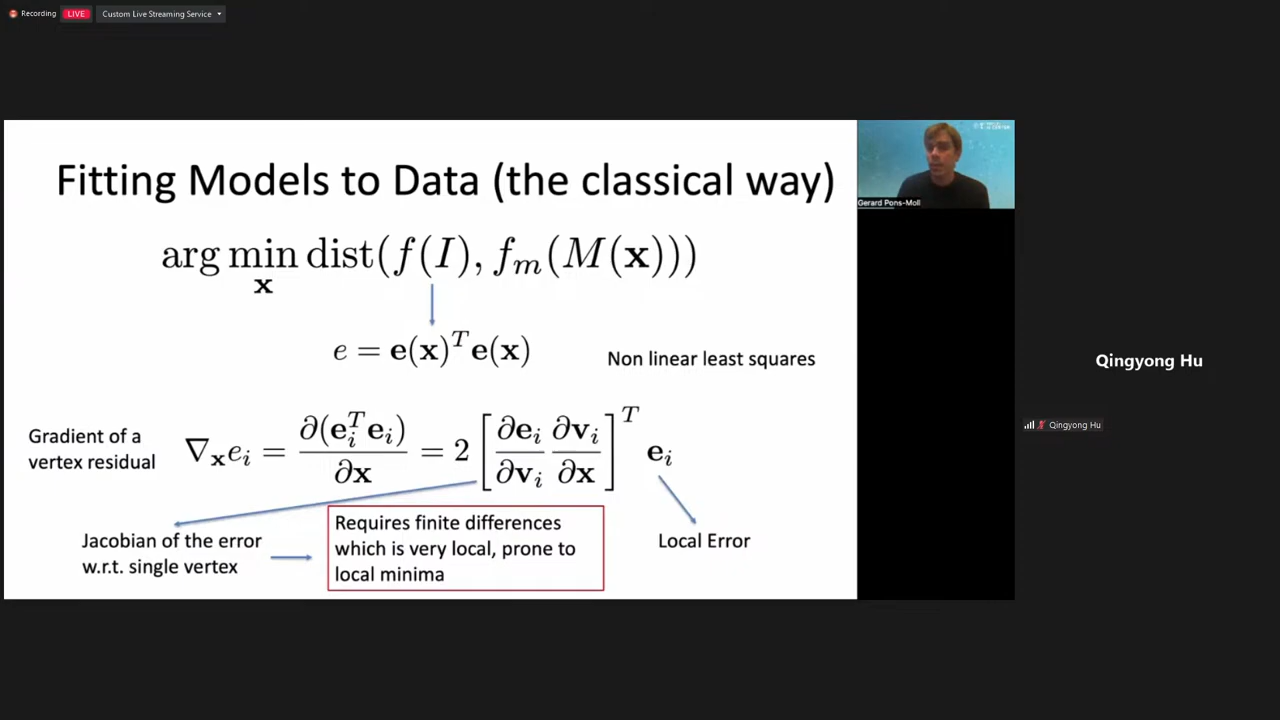 Recording LIVE Custom Live Streaming Service
Fitting Models to Data (the classical way)
arg min_x dist(f(I), f_m(M(x)))
e = e(x)^T e(x)
Non linear least squares
Gradient of a
vertex residual
∇_x e_i = ∂(e_i^T e_i)/∂x = 2 [∂e_i/∂v_i ∂v_i/∂x]^T e_i
Jacobian of the error
w.r.t. single vertex
Requires finite differences
which is very local, prone to
local minima
Local Error
Gerard Pons-Moll
Qingyong Hu
Qingyong Hu